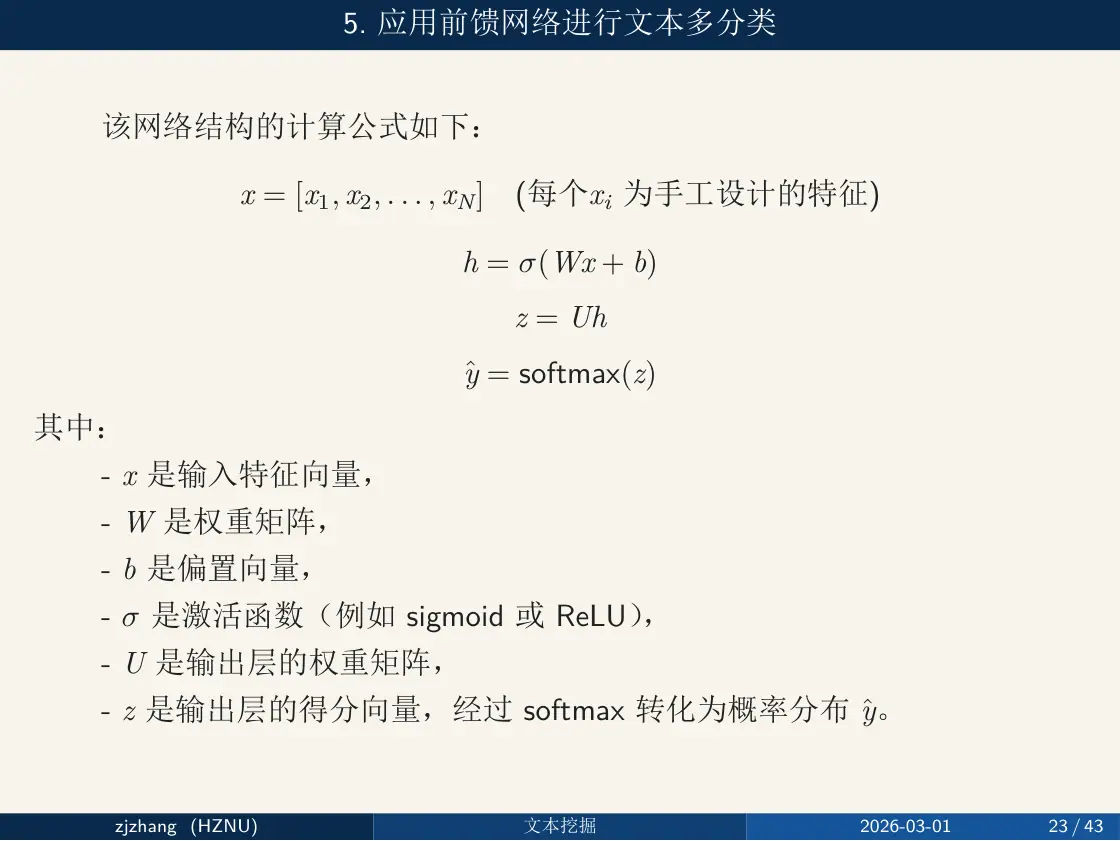 5. 应用前馈网络进行文本多分类
该网络结构的计算公式如下：
x = [x₁, x₂, . . . , x_N] (每个xᵢ 为手工设计的特征)
h = σ(Wx + b)
z = Uh
ŷ = softmax(z)
其中：
- x 是输入特征向量，
- W 是权重矩阵，
- b 是偏置向量，
- σ 是激活函数（例如 sigmoid 或 ReLU），
- U 是输出层的权重矩阵，
- z 是输出层的得分向量，经过 softmax 转化为概率分布 ŷ。
zjzhang (HZNU) 文本挖掘 2026-03-01 23 / 43